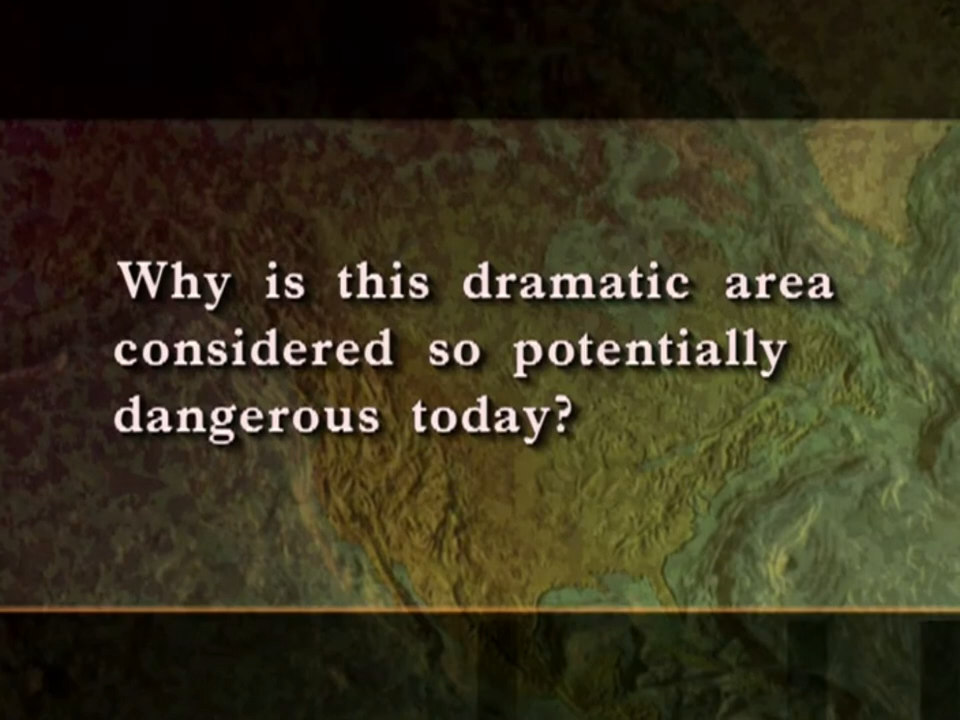 Why is this dramatic area
considered so potentially
dangerous today?